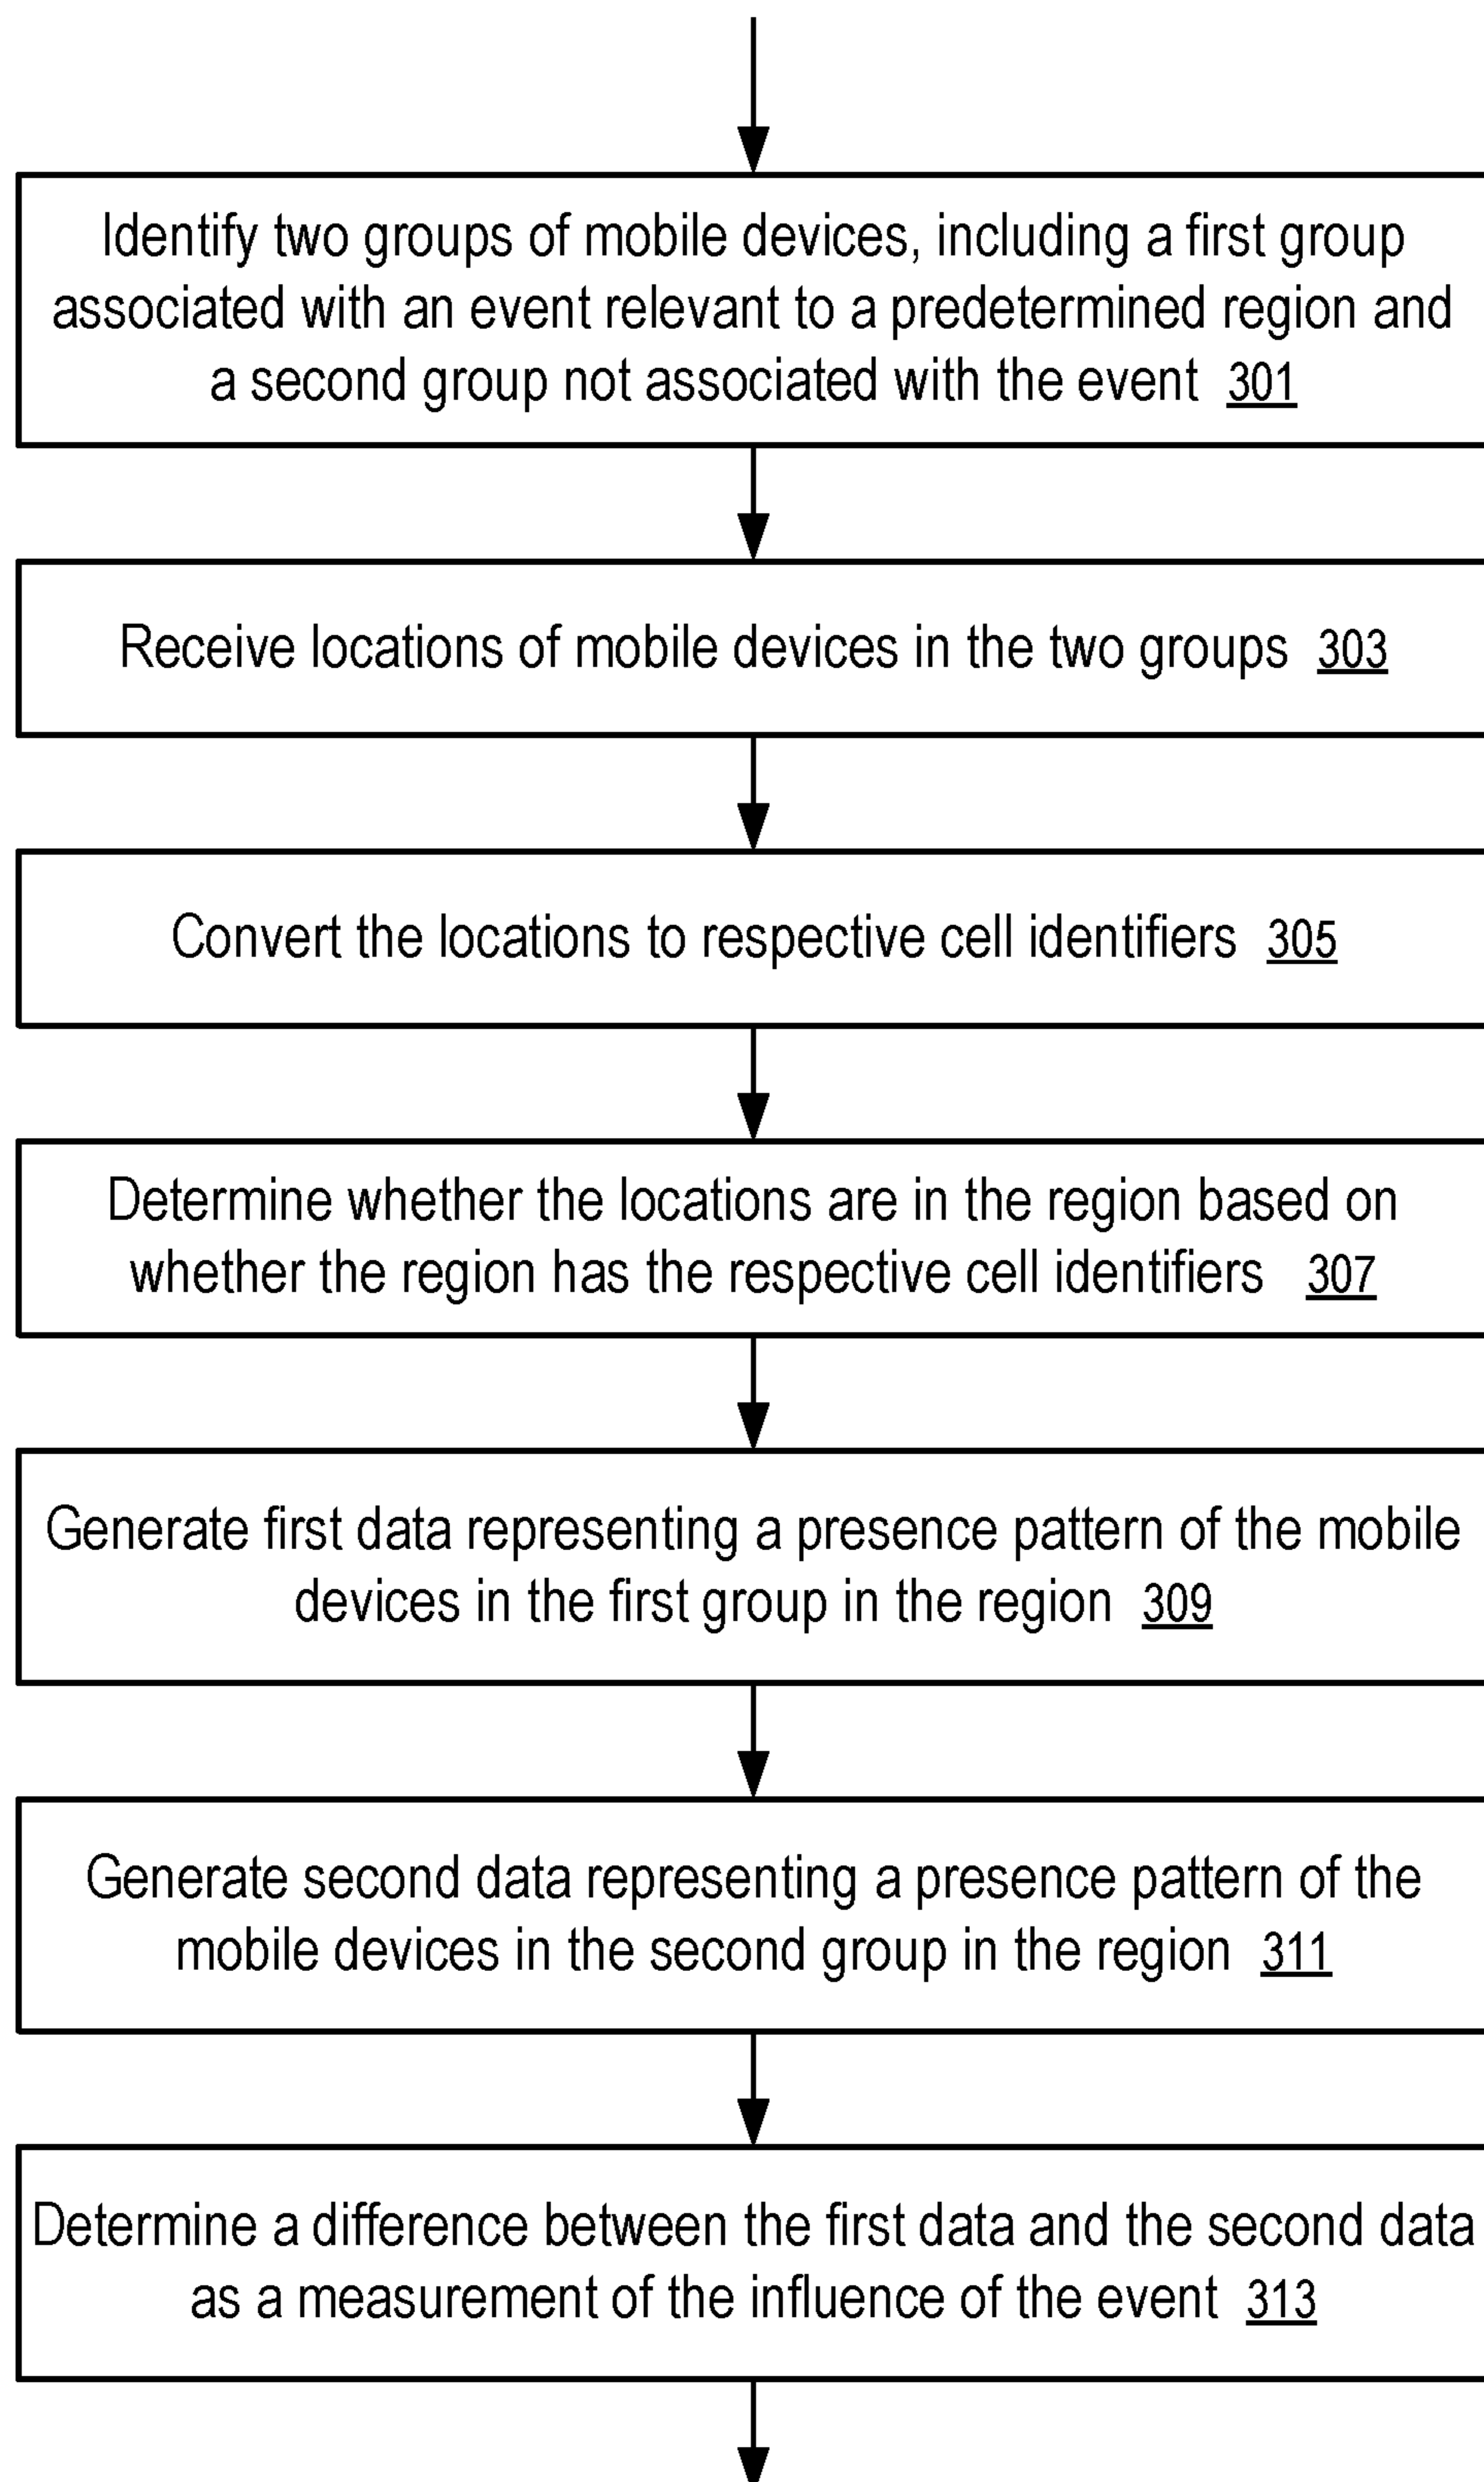 Identify two groups of mobile devices, including a first group
associated with an event relevant to a predetermined region and
a second group not associated with the event 301
Receive locations of mobile devices in the two groups 303
Convert the locations to respective cell identifiers 305
Determine whether the locations are in the region based on
whether the region has the respective cell identifiers 307
Generate first data representing a presence pattern of the mobile
devices in the first group in the region 309
Generate second data representing a presence pattern of the
mobile devices in the second group in the region 311
Determine a difference between the first data and the second data
as a measurement of the influence of the event 313